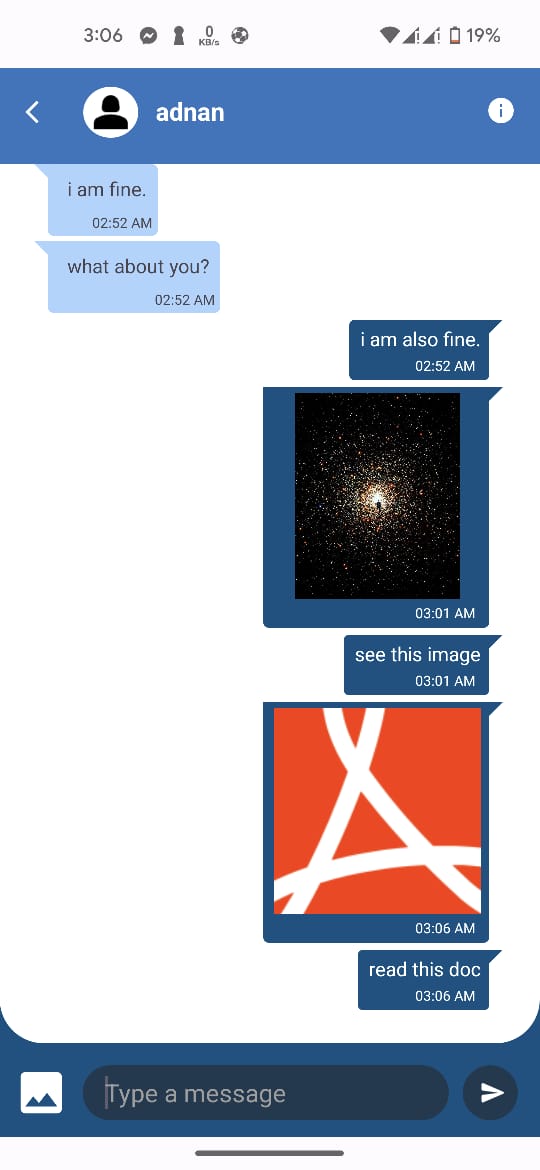 3:06
0
KB/s
19%
adnan
i am fine.
02:52 AM
what about you?
02:52 AM
i am also fine.
02:52 AM
03:01 AM
see this image
03:01 AM
03:06 AM
read this doc
03:06 AM
Type a message